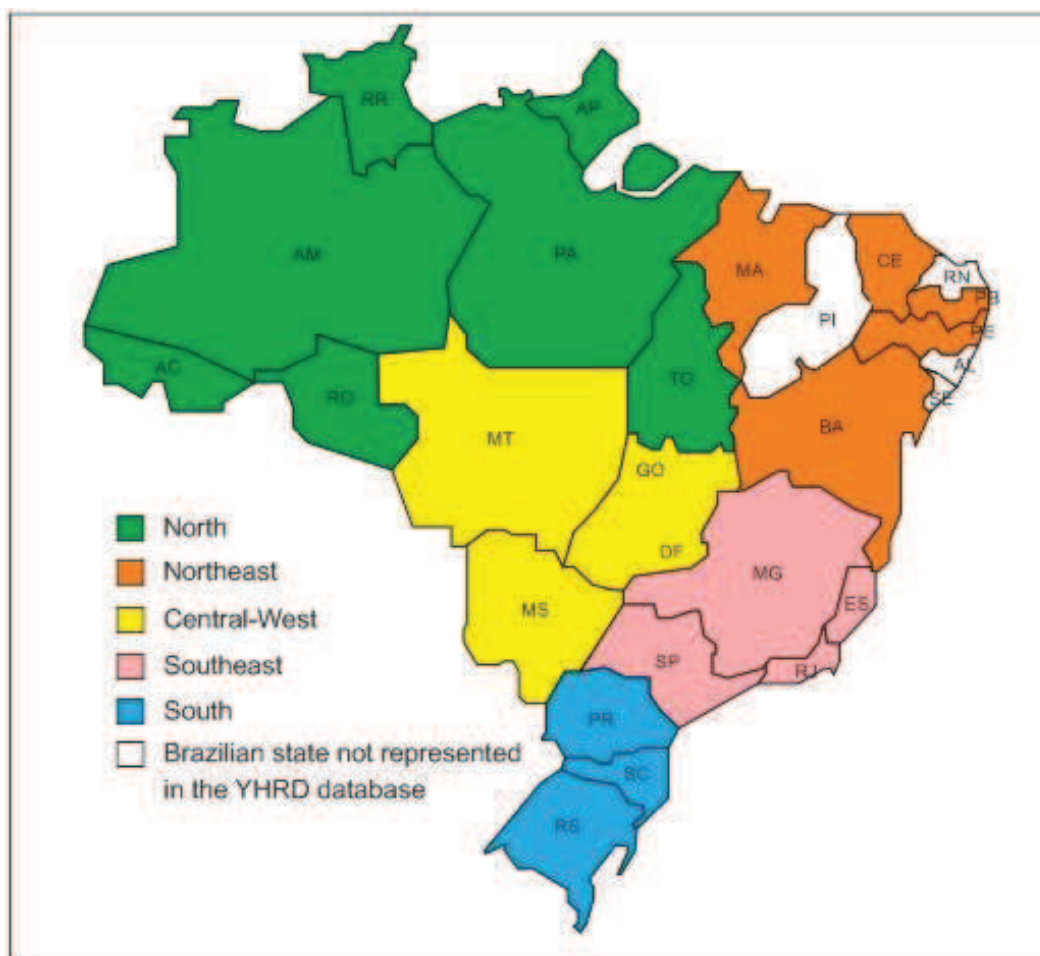 RR
AP
AM
PA
MA
CE
RN
PB
PI
PE
AC
TO
AL
RO
SE
BA
MT
GO
DF
MG
MS
ES
SP
RJ
PR
SC
RS
North
Northeast
Central-West
Southeast
South
Brazilian state not represented
in the YHRD database